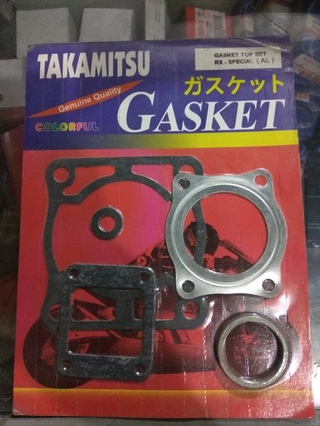 TAKAMITSU
Genuine Quality
COLORFUL
GASKET TOP SET
RX - SPECIAL ( AL )
ガスケット
GASKET